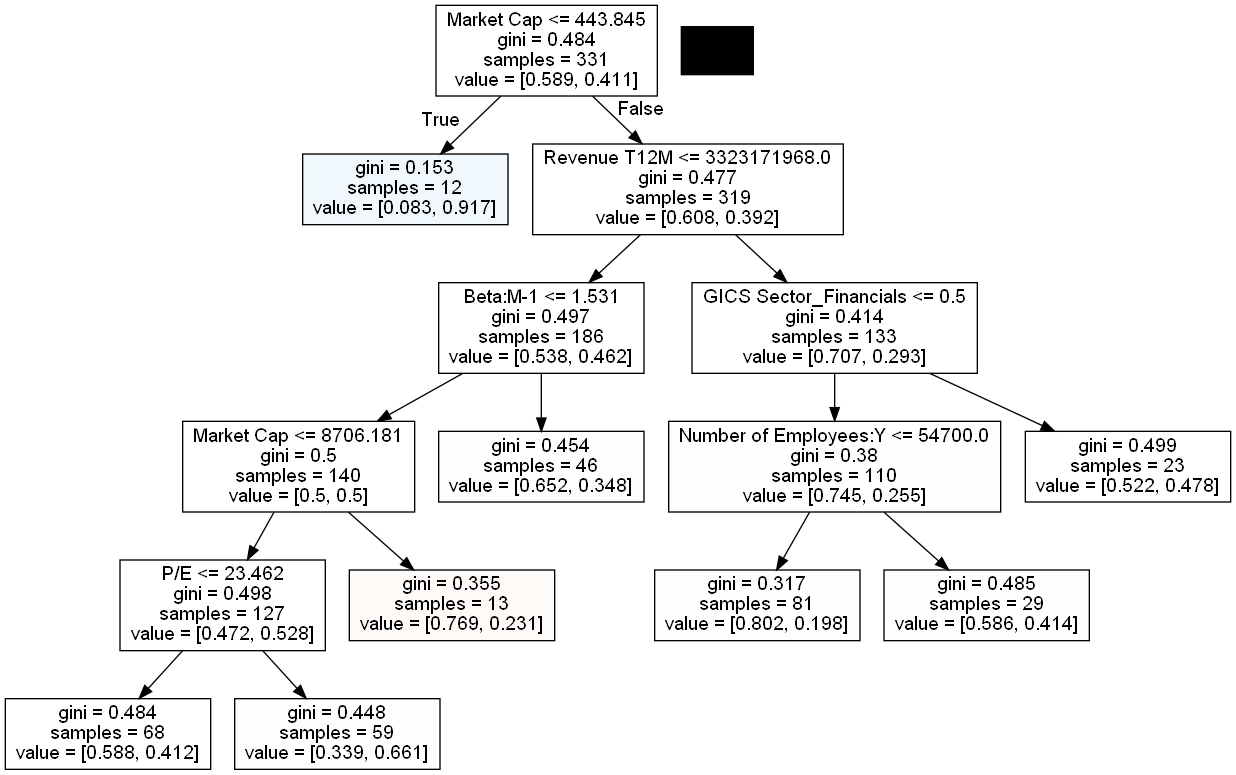 Market Cap <= 443.845
gini = 0.484
samples = 331
value = [0.589, 0.411]
True
False
gini = 0.153
samples = 12
value = [0.083, 0.917]
Revenue T12M <= 3323171968.0
gini = 0.477
samples = 319
value = [0.608, 0.392]
Beta:M-1 <= 1.531
gini = 0.497
samples = 186
value = [0.538, 0.462]
GICS Sector_Financials <= 0.5
gini = 0.414
samples = 133
value = [0.707, 0.293]
Market Cap <= 8706.181
gini = 0.5
samples = 140
value = [0.5, 0.5]
gini = 0.454
samples = 46
value = [0.652, 0.348]
Number of Employees:Y <= 54700.0
gini = 0.38
samples = 110
value = [0.745, 0.255]
gini = 0.499
samples = 23
value = [0.522, 0.478]
P/E <= 23.462
gini = 0.498
samples = 127
value = [0.472, 0.528]
gini = 0.355
samples = 13
value = [0.769, 0.231]
gini = 0.317
samples = 81
value = [0.802, 0.198]
gini = 0.485
samples = 29
value = [0.586, 0.414]
gini = 0.484
samples = 68
value = [0.588, 0.412]
gini = 0.448
samples = 59
value = [0.339, 0.661]